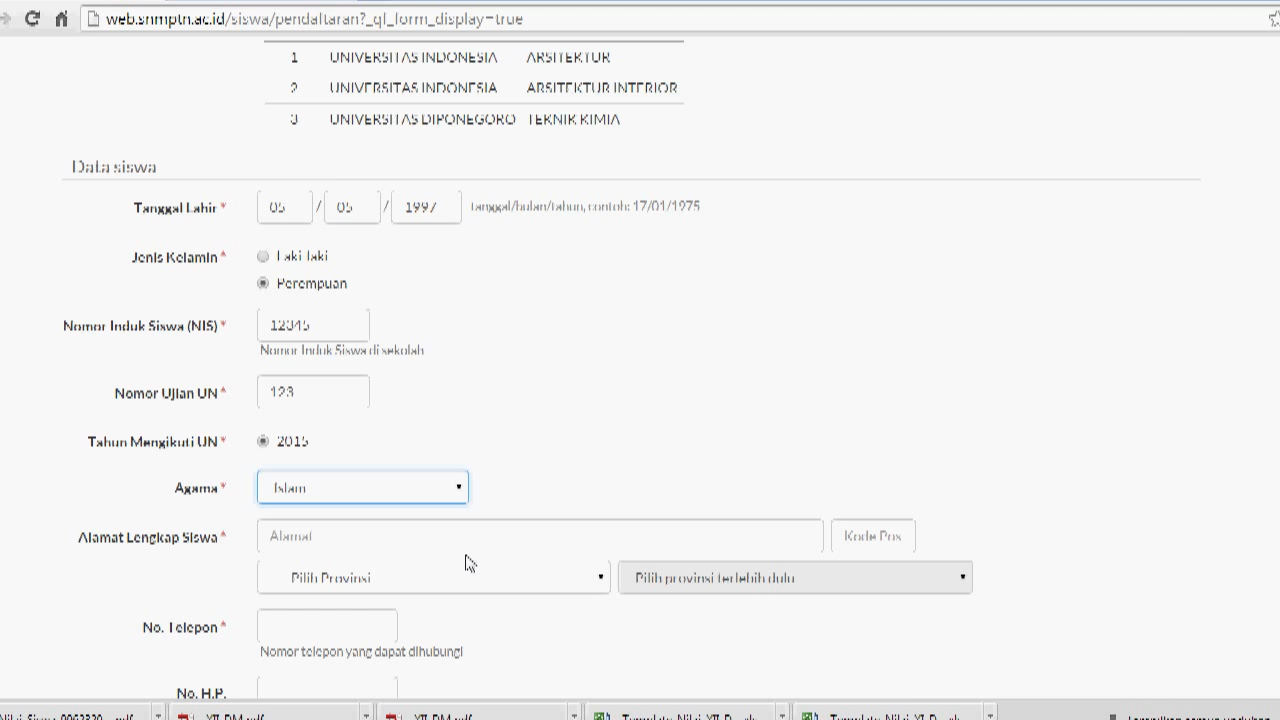 web.snmptn.ac.id/siswa/pendaftaran?_qf_form_display=true
1 UNIVERSITAS INDONESIA ARSITEKTUR
2 UNIVERSITAS INDONESIA ARSITEKTUR INTERIOR
3 UNIVERSITAS DIPONEGORO TEKNIK KIMIA
Data siswa
Tanggal Lahir * 05 / 05 / 1997 tanggal/bulan/tahun, contoh: 17/01/1975
Jenis Kelamin * Laki-laki
Perempuan
Nomor Induk Siswa (NIS) * 12345
Nomor Induk Siswa di sekolah
Nomor Ujian UN * 123
Tahun Mengikuti UN * 2015
Agama * Islam
Alamat Lengkap Siswa * Alamat Kode Pos
Pilih Provinsi Pilih provinsi terlebih dulu
No. Telepon * 
Nomor telepon yang dapat dihubungi
No. H.P.